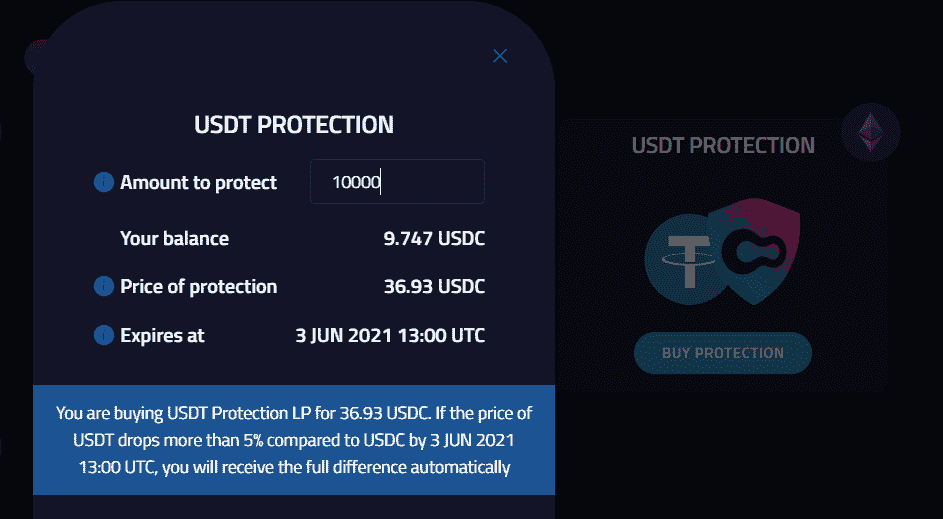 USDT PROTECTION
Amount to protect 10000
Your balance 9.747 USDC
Price of protection 36.93 USDC
Expires at 3 JUN 2021 13:00 UTC
You are buying USDT Protection LP for 36.93 USDC. If the price of
USDT drops more than 5% compared to USDC by 3 JUN 2021
13:00 UTC, you will receive the full difference automatically
USDT PROTECTION
BUY PROTECTION